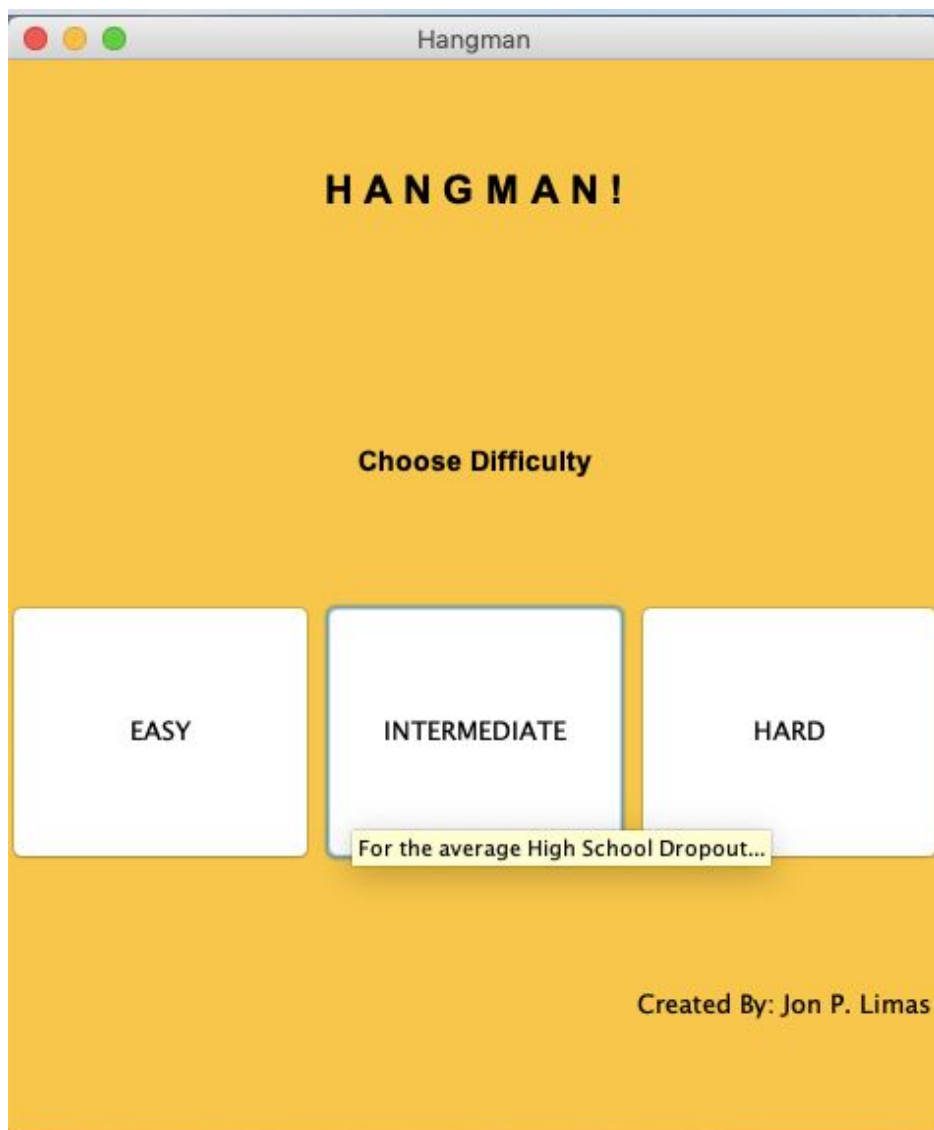 Hangman
H A N G M A N !
Choose Difficulty
EASY
INTERMEDIATE
HARD
For the average High School Dropout...
Created By: Jon P. Limas